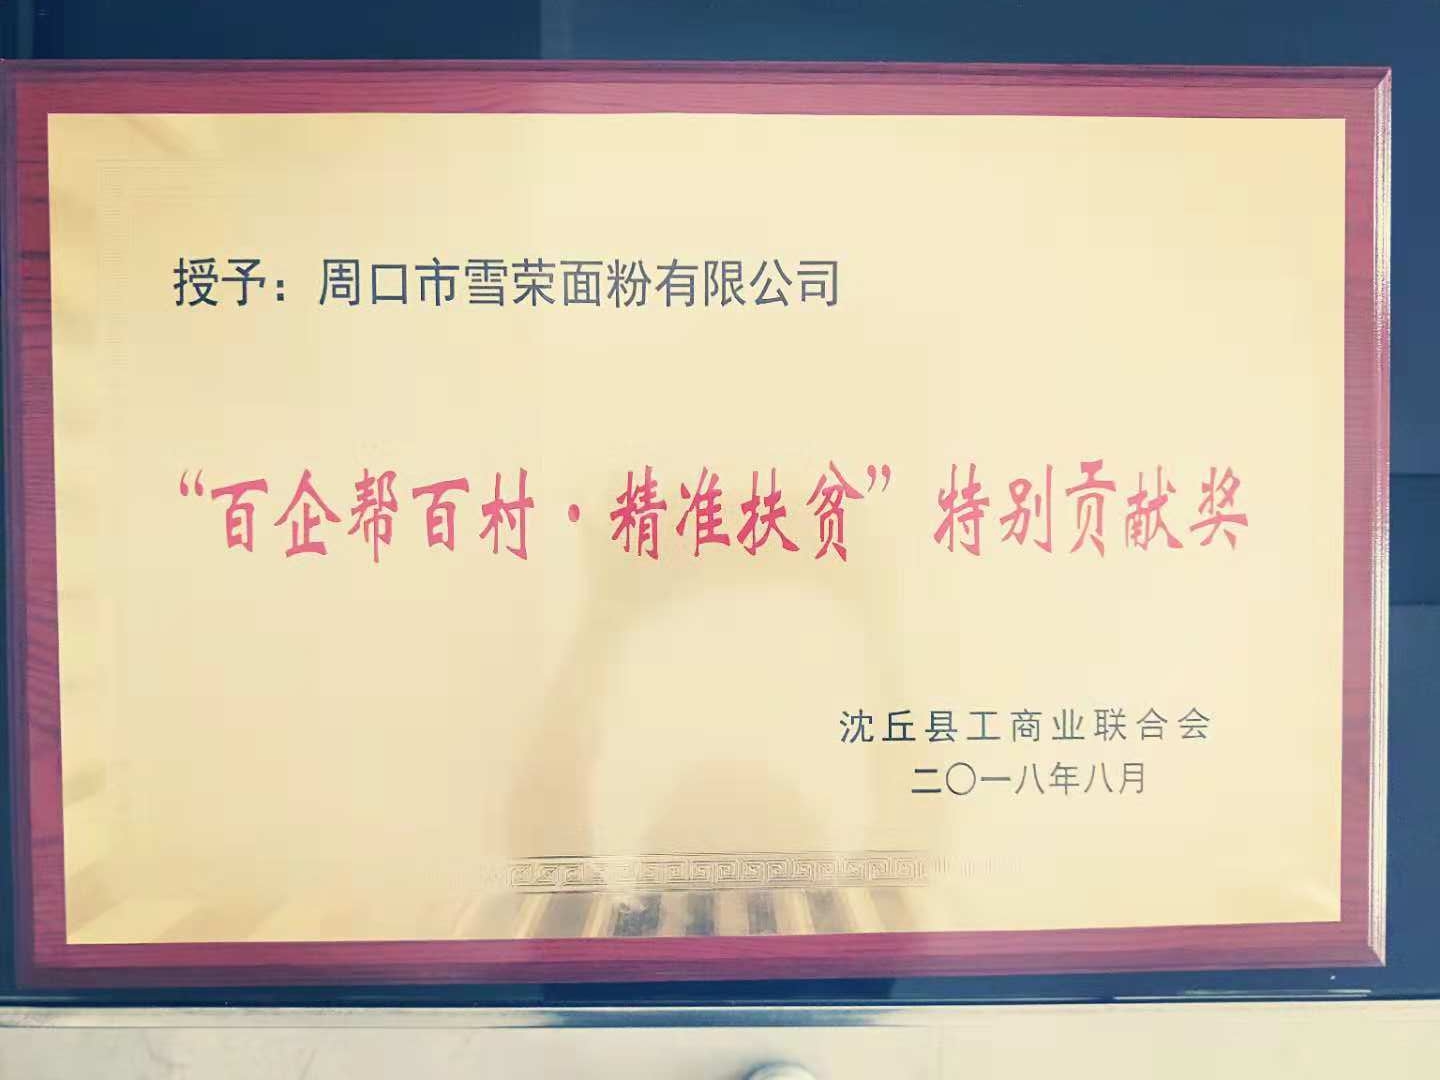 授予：周口市雪荣面粉有限公司
“百企帮百村·精准扶贫”特别贡献奖
沈丘县工商业联合会
二〇一八年八月